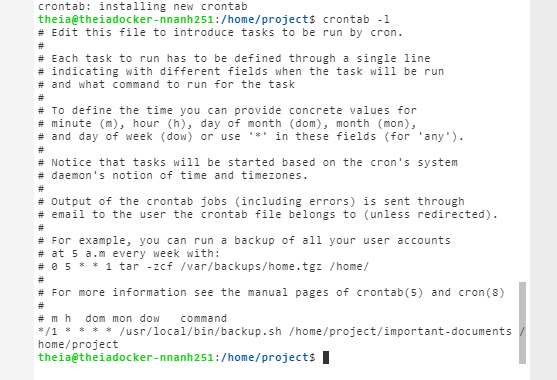 crontab: installing new crontab
theia@theiadocker-nnanh251:/home/project$ crontab -l
# Edit this file to introduce tasks to be run by cron.
#
# Each task to run has to be defined through a single line
# indicating with different fields when the task will be run
# and what command to run for the task
#
# To define the time you can provide concrete values for
# minute (m), hour (h), day of month (dom), month (mon),
# and day of week (dow) or use '*' in these fields (for 'any').
#
# Notice that tasks will be started based on the cron's system
# daemon's notion of time and timezones.
#
# Output of the crontab jobs (including errors) is sent through
# email to the user the crontab file belongs to (unless redirected).
#
# For example, you can run a backup of all your user accounts
# at 5 a.m every week with:
# 0 5 * * 1 tar -zcf /var/backups/home.tgz /home/
#
# For more information see the manual pages of crontab(5) and cron(8)
#
# m h  dom mon dow   command
*/1 * * * * /usr/local/bin/backup.sh /home/project/important-documents /
home/project
theia@theiadocker-nnanh251:/home/project$